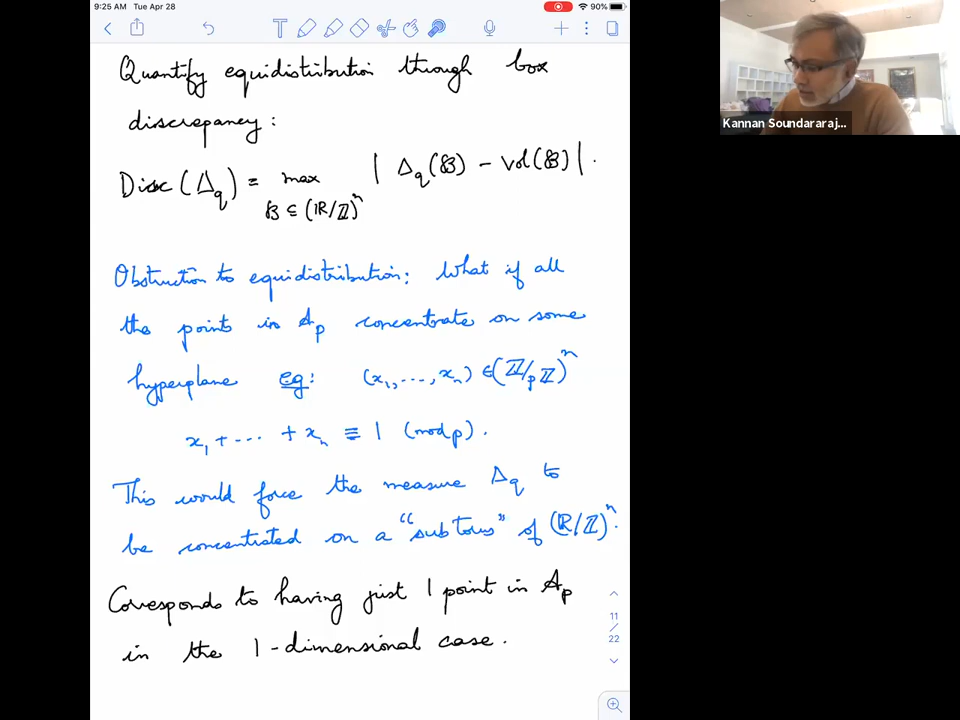 9:25 AM Tue Apr 28
90%
Quantify equidistribution through box
discrepancy:
Disc(Δ_q) = max |Δ_q(B) - Vol(B)|.
B ⊆ (ℝ/ℤ)^n
Obstruction to equidistribution: What if all
the points in A_p concentrate on some
hyperplane eg: (x_1,...,x_n) ∈ (ℤ/pℤ)^n
x_1 + ... + x_n ≡ 1 (mod p).
This would force the measure Δ_q to
be concentrated on a "subtorus" of (ℝ/ℤ)^n.
Corresponds to having just 1 point in A_p
in the 1-dimensional case.
11
/
22
Kannan Soundararaj...